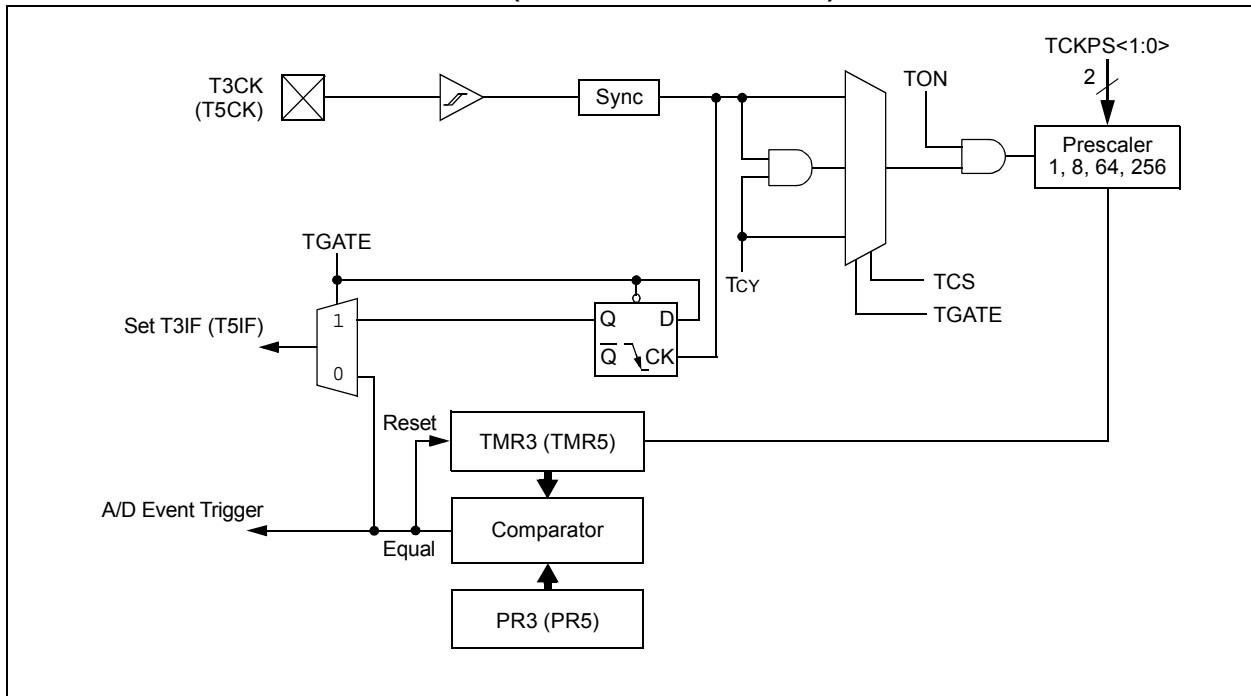 TCKPS<1:0>
2
T3CK
(T5CK)
Sync
TON
Prescaler
1, 8, 64, 256
TGATE
TCY
TCS
TGATE
Set T3IF (T5IF)
1
0
Q D
Q CK
Reset
TMR3 (TMR5)
A/D Event Trigger
Equal
Comparator
PR3 (PR5)